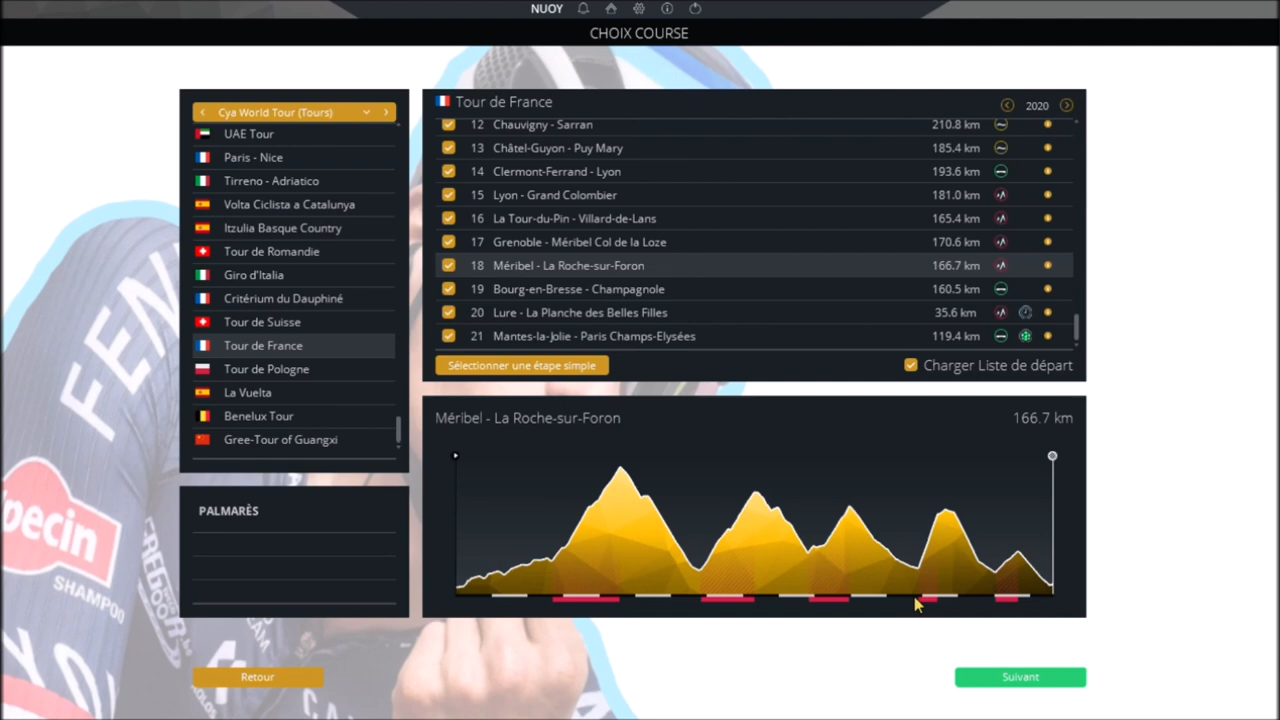 NUOY
CHOIX COURSE
Cya World Tour (Tours)
UAE Tour
Paris - Nice
Tirreno - Adriatico
Volta Ciclista a Catalunya
Itzulia Basque Country
Tour de Romandie
Giro d'Italia
Critérium du Dauphiné
Tour de Suisse
Tour de France
Tour de Pologne
La Vuelta
Benelux Tour
Gree-Tour of Guangxi
PALMARÈS
Retour
Tour de France 2020
12 Chauvigny - Sarran 210.8 km
13 Châtel-Guyon - Puy Mary 185.4 km
14 Clermont-Ferrand - Lyon 193.6 km
15 Lyon - Grand Colombier 181.0 km
16 La Tour-du-Pin - Villard-de-Lans 165.4 km
17 Grenoble - Méribel Col de la Loze 170.6 km
18 Méribel - La Roche-sur-Foron 166.7 km
19 Bourg-en-Bresse - Champagnole 160.5 km
20 Lure - La Planche des Belles Filles 35.6 km
21 Mantes-la-Jolie - Paris Champs-Elysées 119.4 km
Sélectionner une étape simple
Charger Liste de départ
Méribel - La Roche-sur-Foron 166.7 km
Suivant
FEN
pecin
SHAMPOO